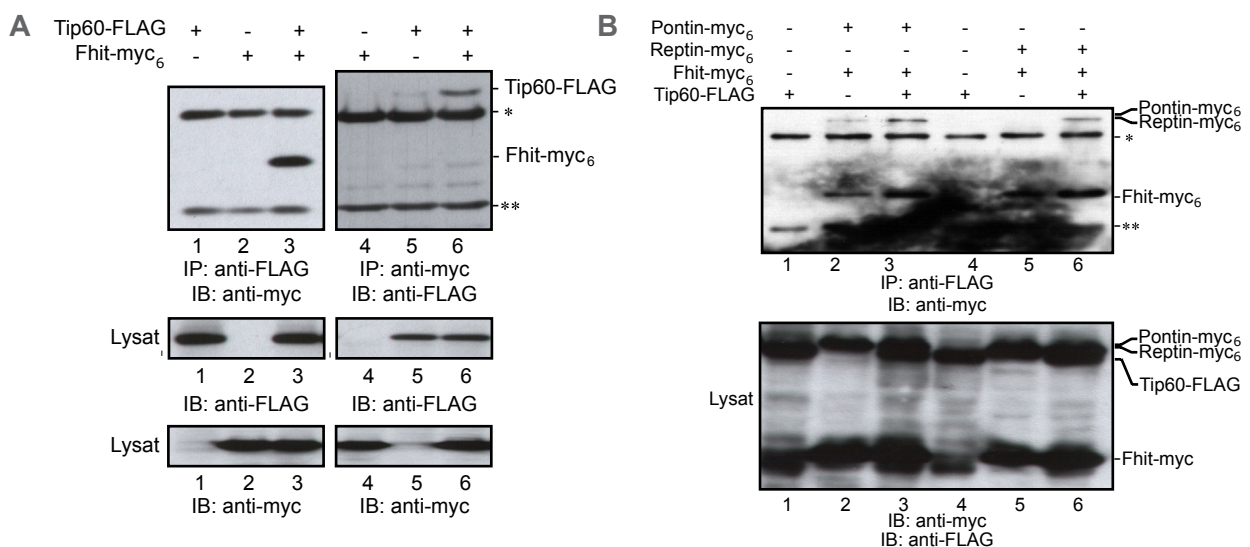 A
Tip60-FLAG + - + - + +
Fhit-myc6 - + + + - +
Tip60-FLAG
*
Fhit-myc6
**
1 2 3 4 5 6
IP: anti-FLAG IP: anti-myc
IB: anti-myc IB: anti-FLAG
Lysat
1 2 3 4 5 6
IB: anti-FLAG IB: anti-FLAG
Lysat
1 2 3 4 5 6
IB: anti-myc IB: anti-myc
B
Pontin-myc6 - + + - - -
Reptin-myc6 - - - - + +
Fhit-myc6 - + + - + +
Tip60-FLAG + - + + - +
Pontin-myc6
Reptin-myc6
*
Fhit-myc6
**
1 2 3 4 5 6
IP: anti-FLAG
IB: anti-myc
Pontin-myc6
Reptin-myc6
Tip60-FLAG
Lysat
Fhit-myc
1 2 3 4 5 6
IB: anti-myc
IB: anti-FLAG